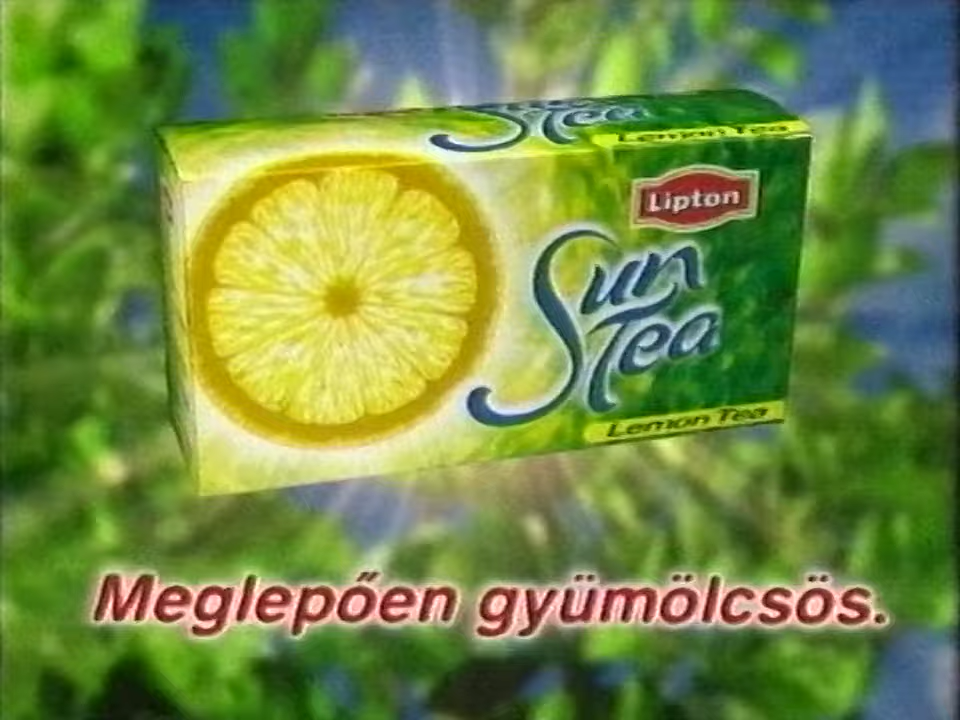 Sun Tea
Lemon Tea
Lipton
Sun
Tea
Lemon Tea
Meglepően gyümölcsös.